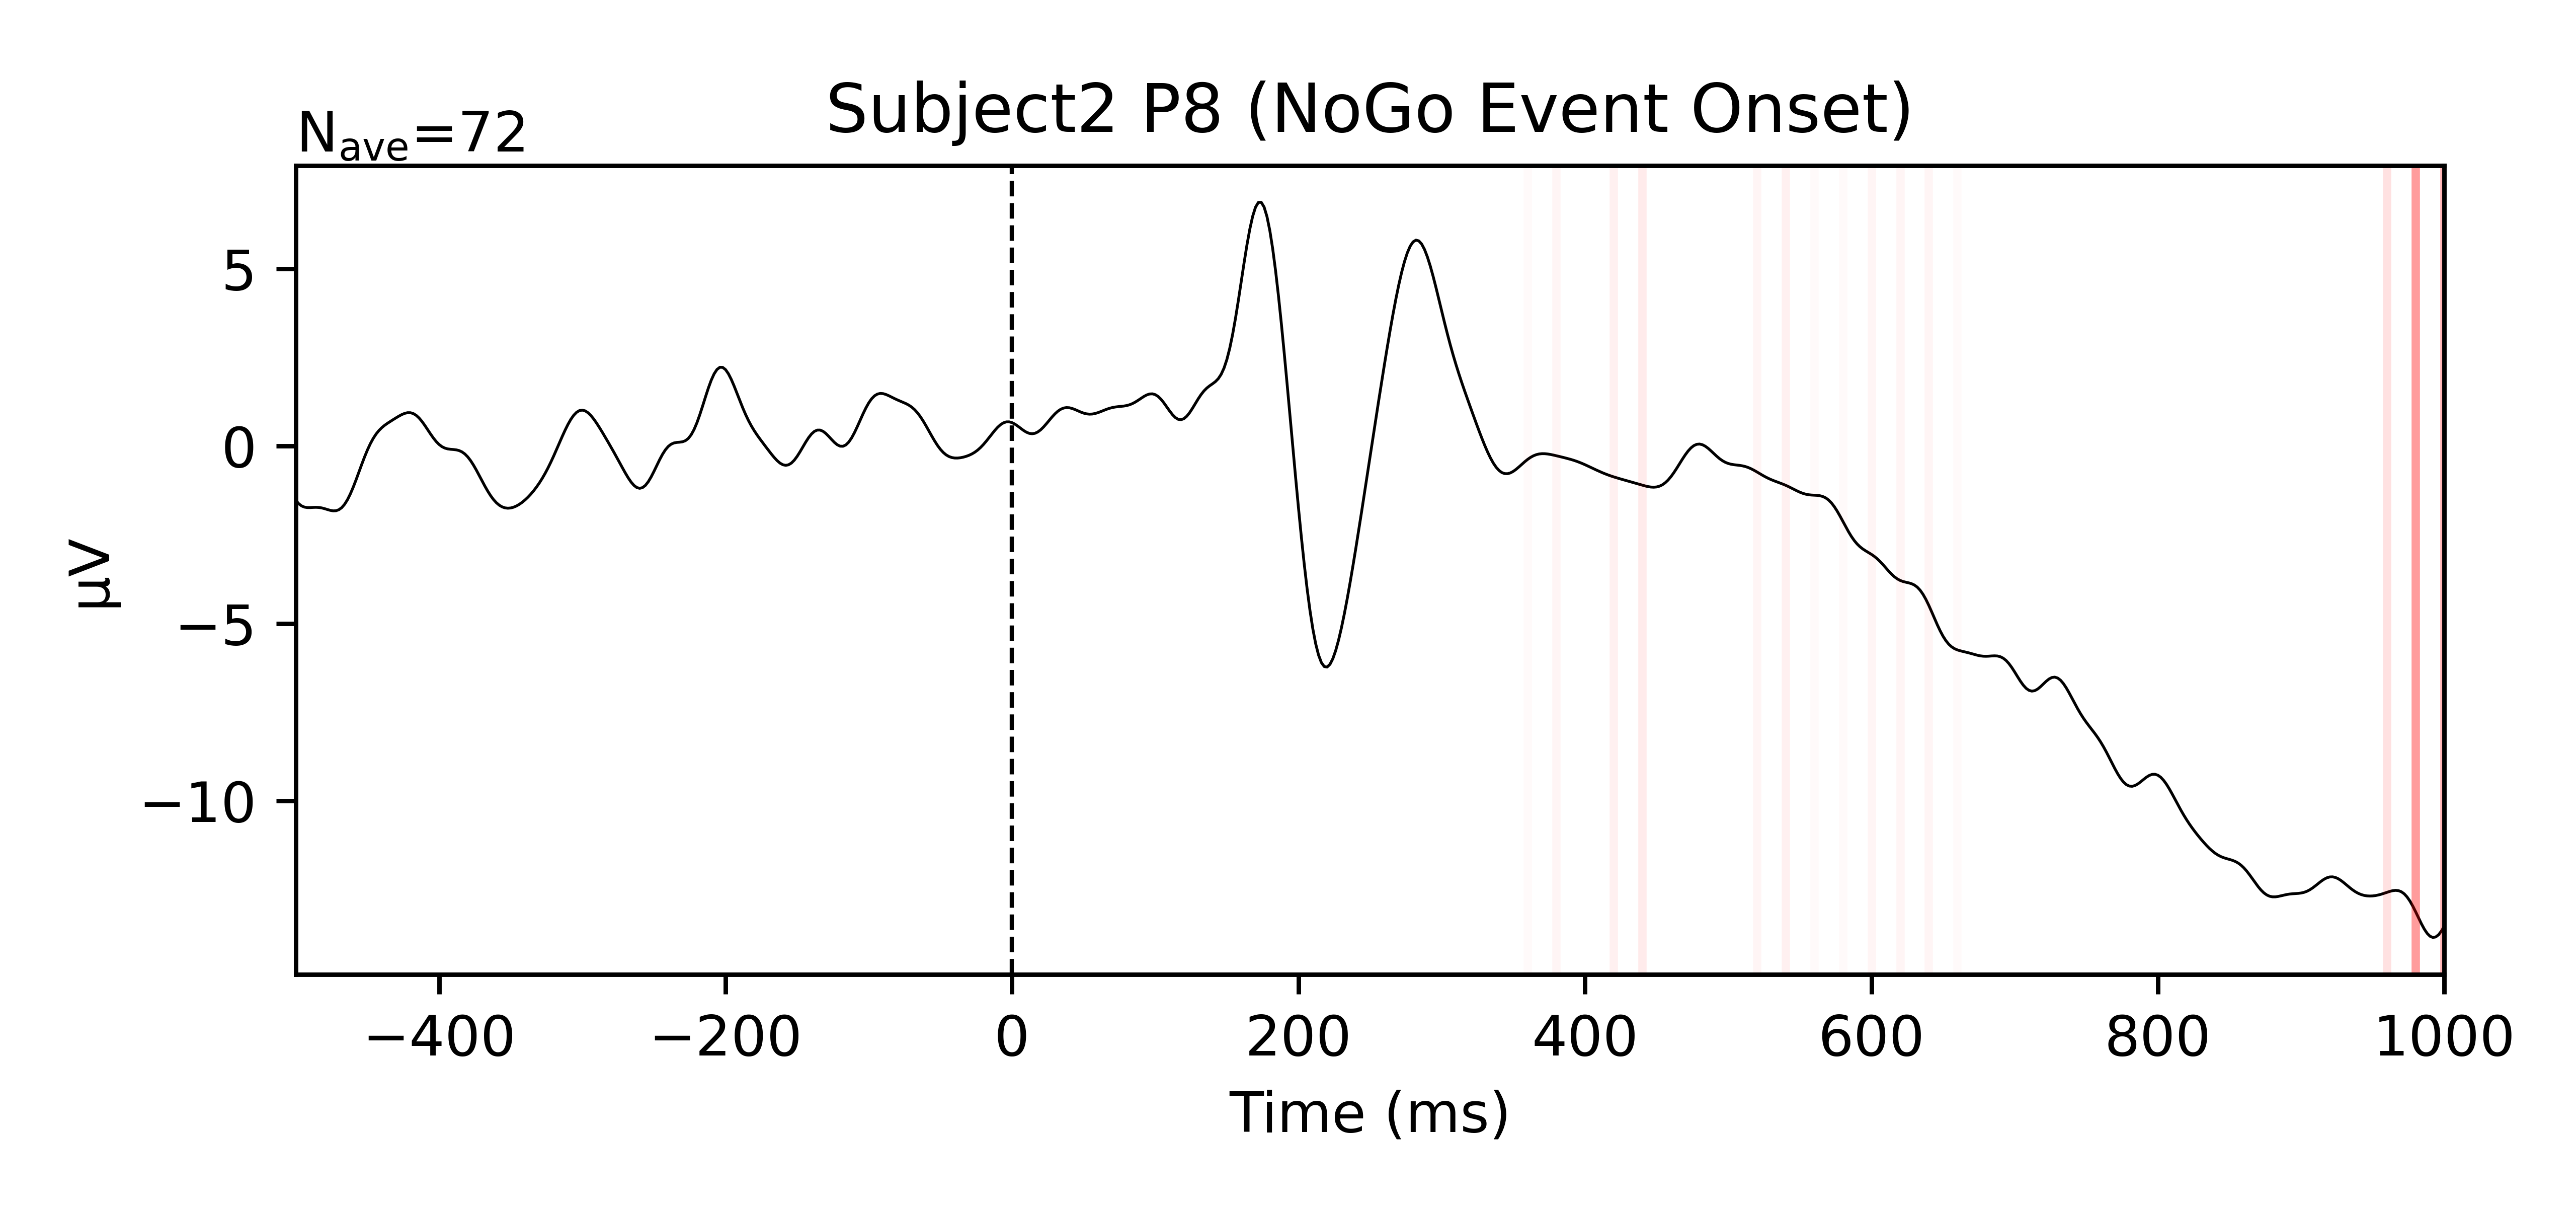 Subject2 P8 (NoGo Event Onset)
Nave=72
5
0
−5
−10
µV
−400 −200 0 200 400 600 800 1000
Time (ms)